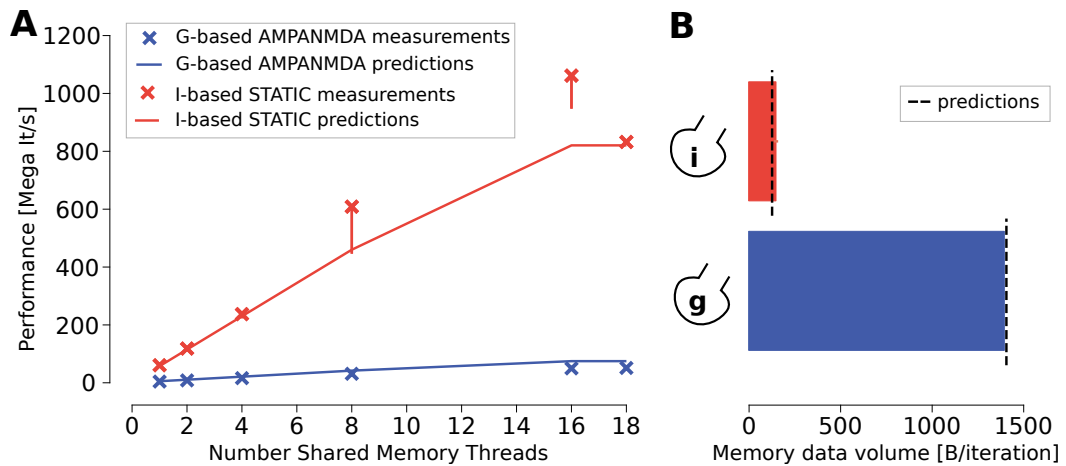 A
1200
1000
800
600
400
200
0
Performance [Mega It/s]
G-based AMPANMDA measurements
G-based AMPANMDA predictions
I-based STATIC measurements
I-based STATIC predictions
0 2 4 6 8 10 12 14 16 18
Number Shared Memory Threads
B
predictions
i
g
0 500 1000 1500
Memory data volume [B/iteration]